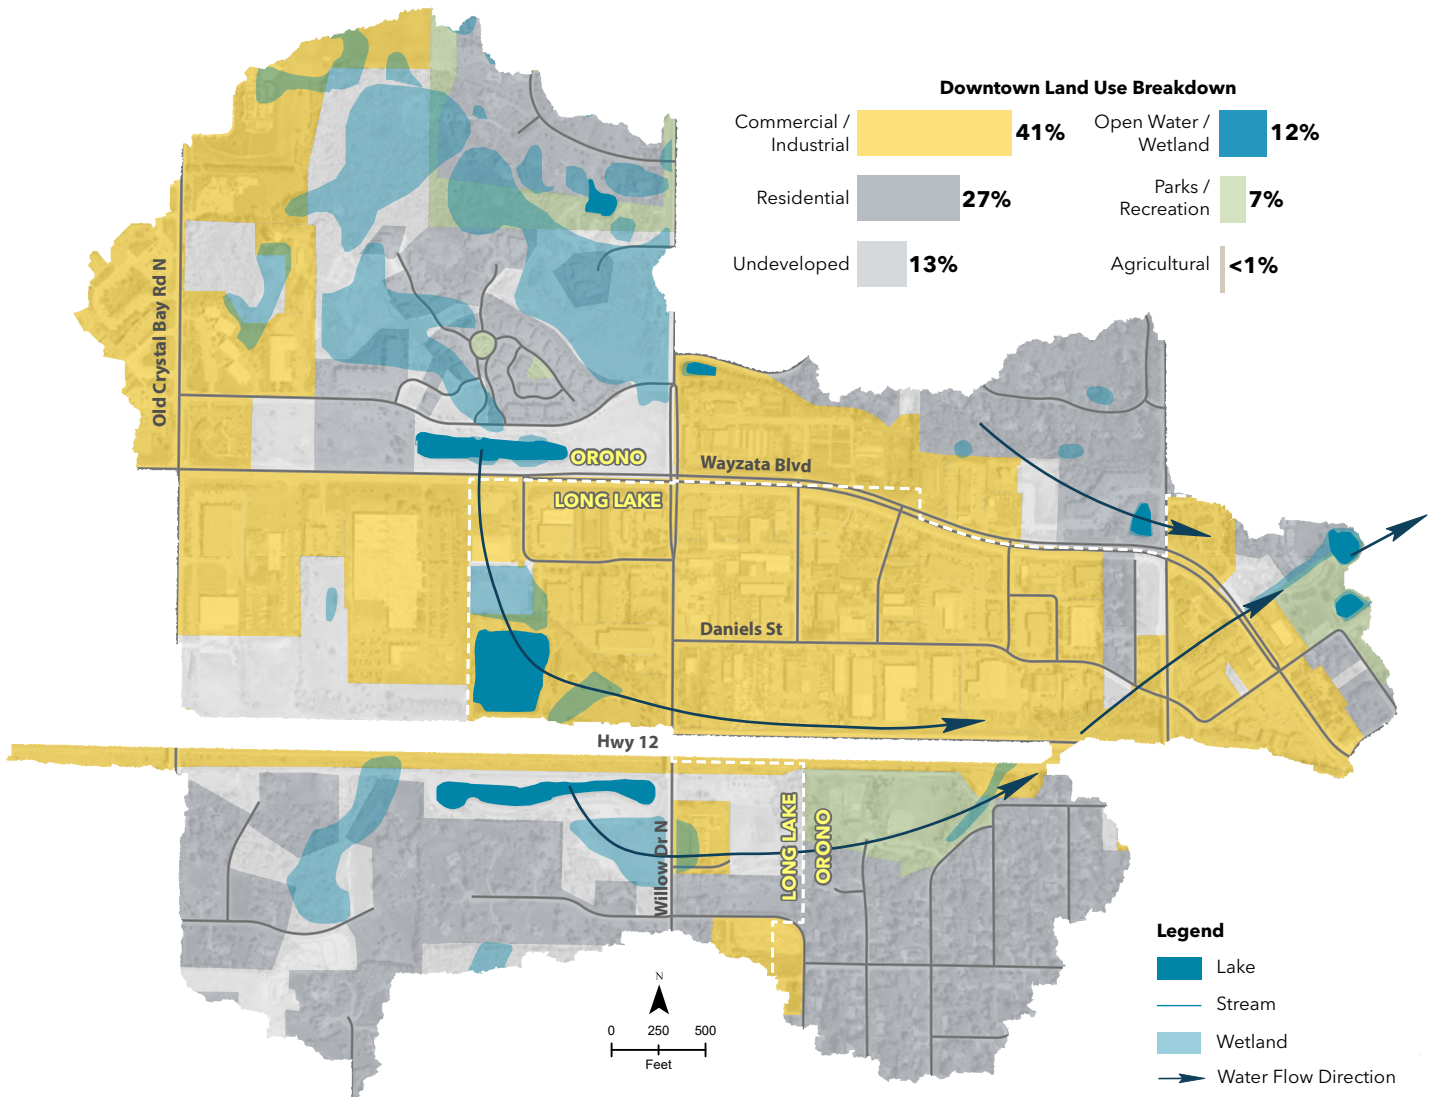 Downtown Land Use Breakdown
Commercial /
Industrial
41%
Open Water /
Wetland
12%
Residential
27%
Parks /
Recreation
7%
Undeveloped
13%
Agricultural
<1%
Old Crystal Bay Rd N
ORONO
Wayzata Blvd
LONG LAKE
Daniels St
Hwy 12
Willow Dr N
LONG LAKE
ORONO
N
0 250 500
Feet
Legend
Lake
Stream
Wetland
Water Flow Direction